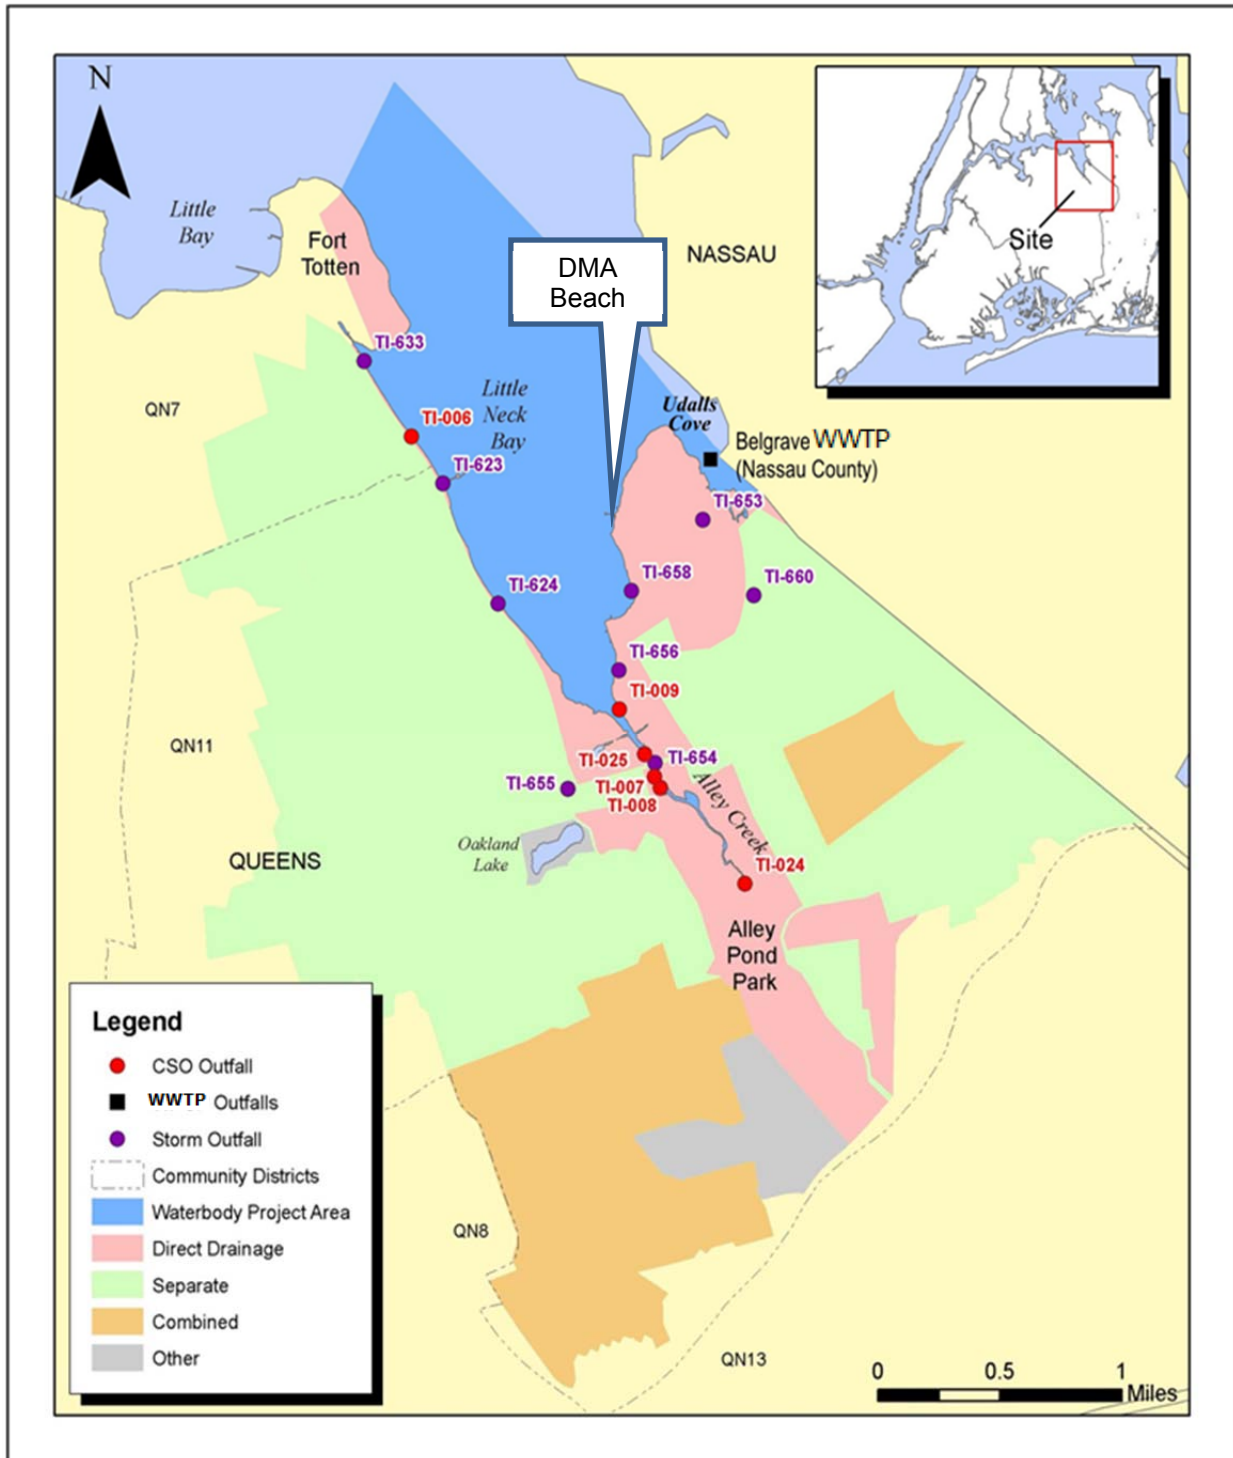 N
Little
Bay
Fort
Totten
NASSAU
DMA
Beach
Site
TI-633
QN7
TI-006
Little
Neck
Bay
Udalls
Cove
Belgrave WWTP
(Nassau County)
TI-623
TI-653
TI-624
TI-658
TI-660
TI-656
TI-009
QN11
TI-025
TI-654
TI-655
TI-007
TI-008
Alley Creek
Oakland
Lake
QUEENS
TI-024
Alley
Pond
Park
Legend
CSO Outfall
WWTP Outfalls
Storm Outfall
Community Districts
Waterbody Project Area
Direct Drainage
Separate
Combined
Other
QN8
QN13
0 0.5 1
Miles